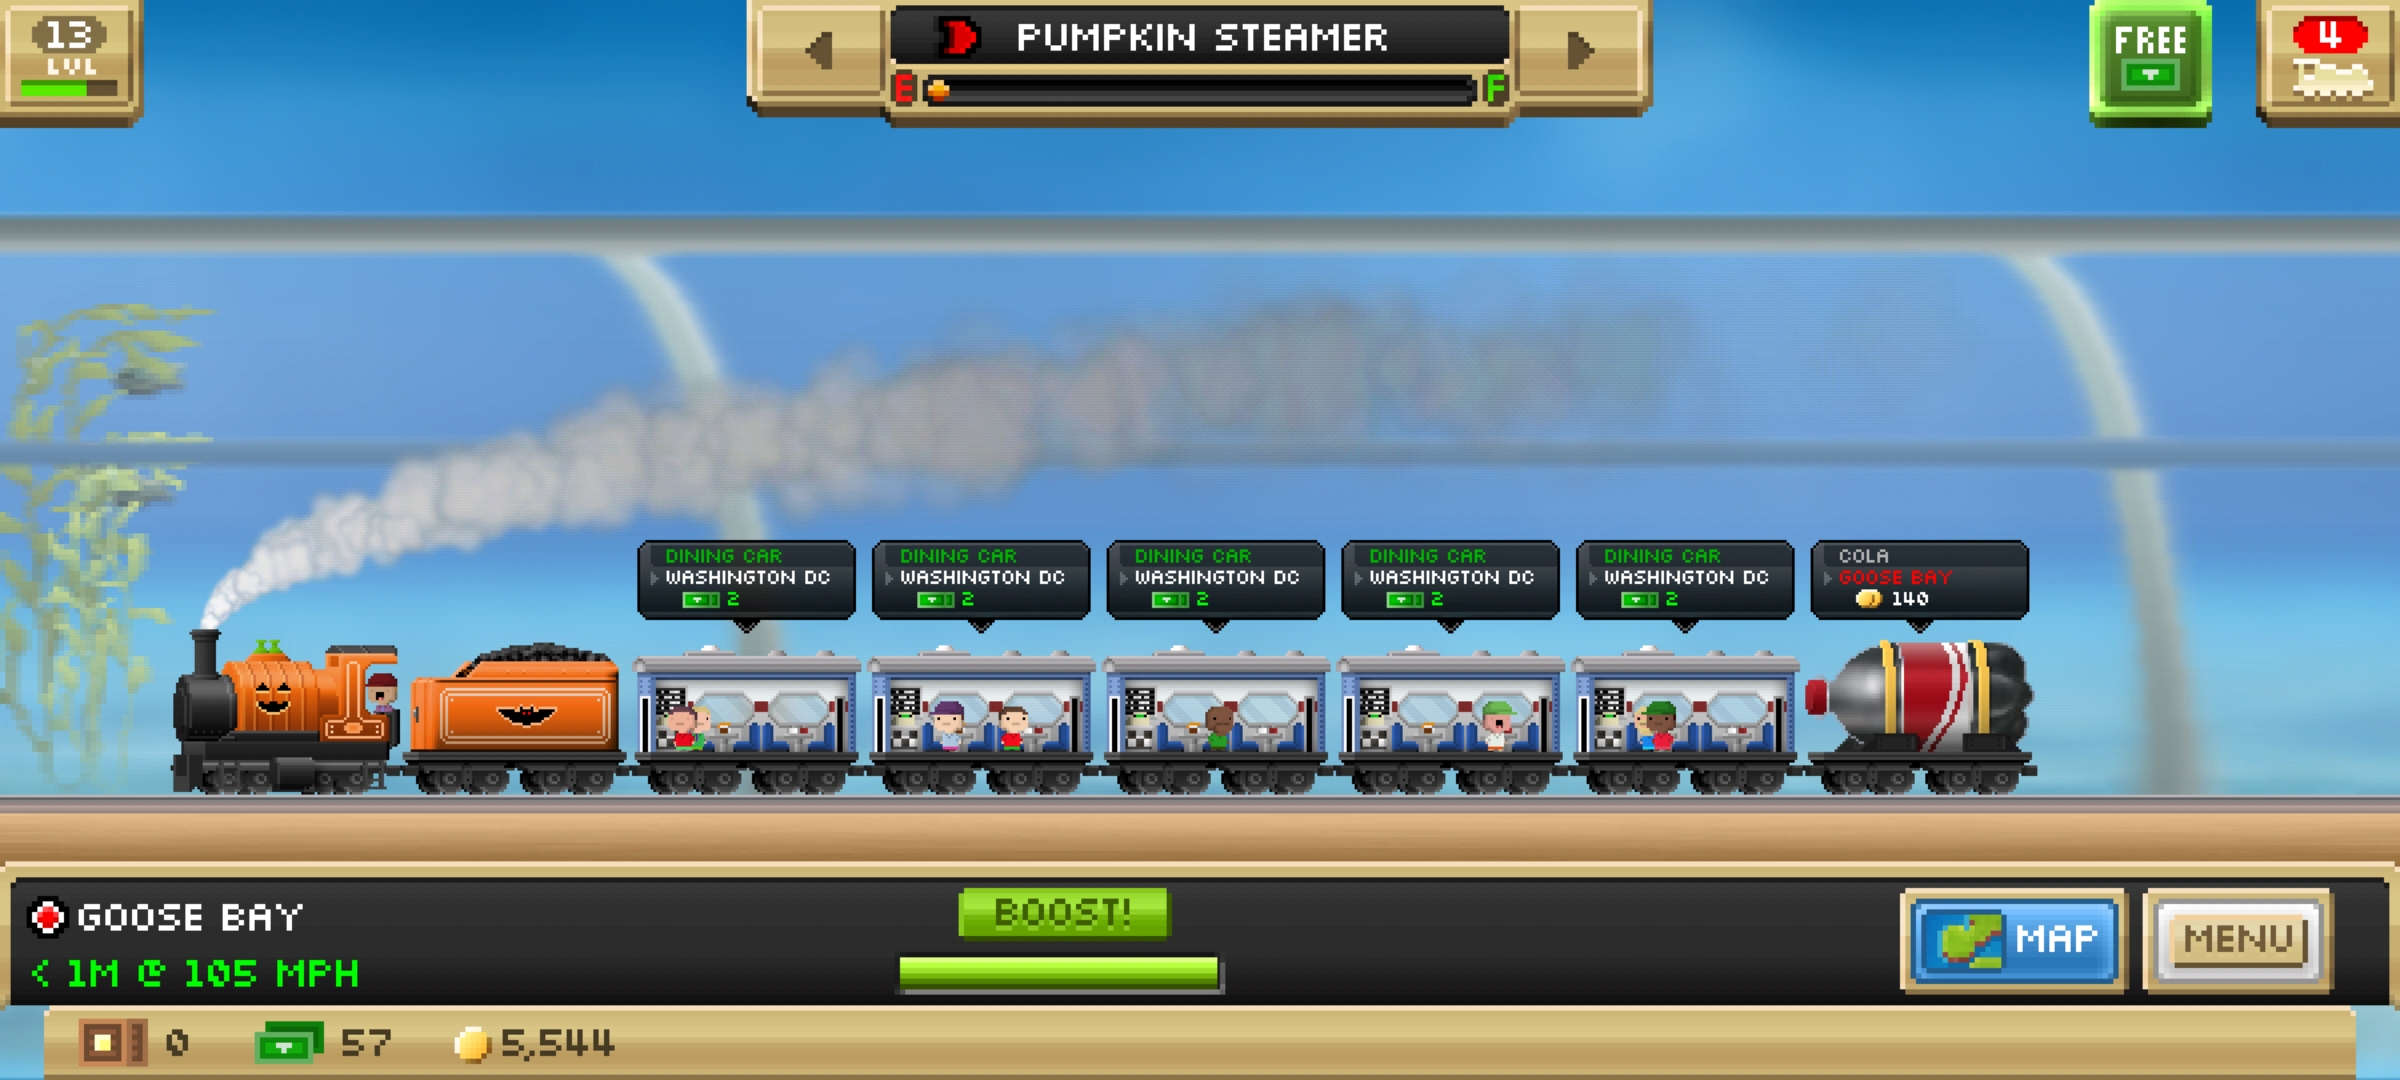 13
LVL
PUMPKIN STEAMER
E F
FREE
4
DINING CAR
WASHINGTON DC
2
DINING CAR
WASHINGTON DC
2
DINING CAR
WASHINGTON DC
2
DINING CAR
WASHINGTON DC
2
DINING CAR
WASHINGTON DC
2
COLA
GOOSE BAY
140
GOOSE BAY
< 1M @ 105 MPH
BOOST!
MAP
MENU
0 57 5,544